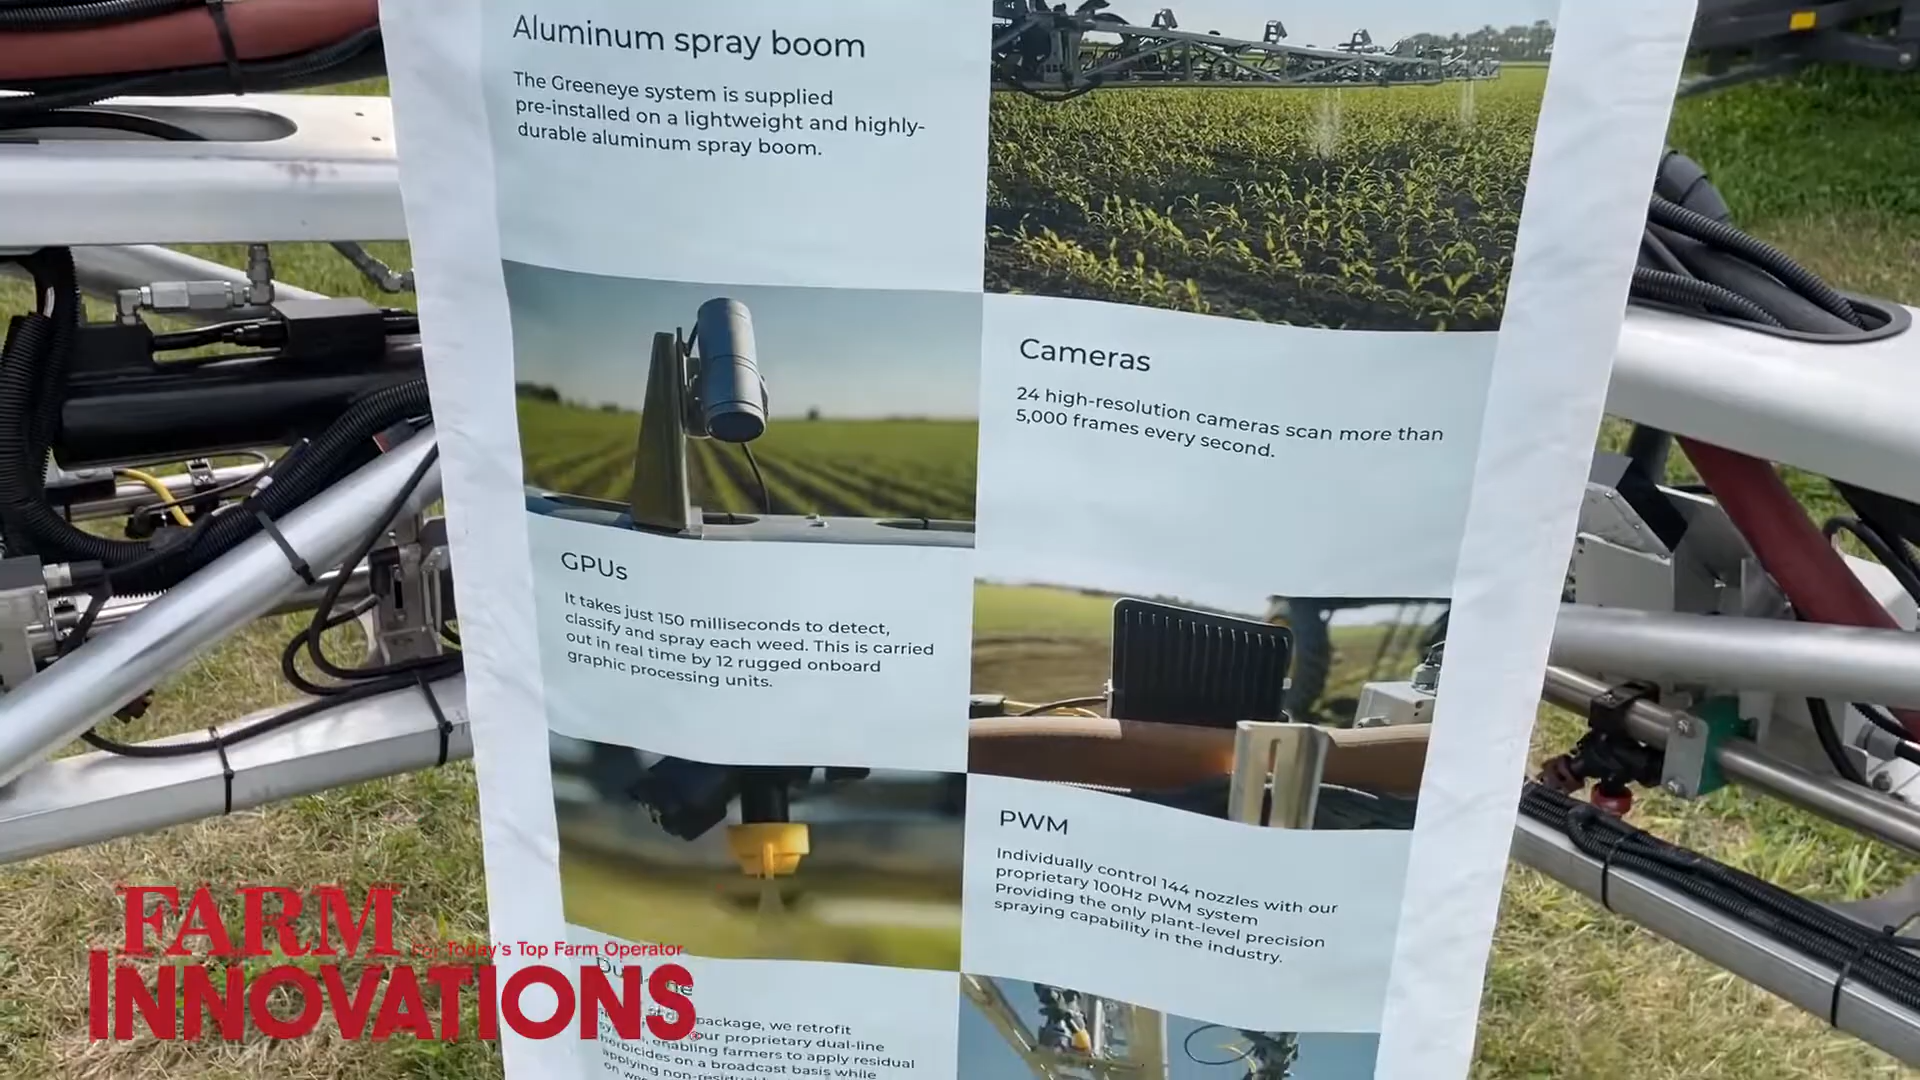 Aluminum spray boom
The Greeneye system is supplied
pre-installed on a lightweight and highly-
durable aluminum spray boom.
Cameras
24 high-resolution cameras scan more than
5,000 frames every second.
GPUs
It takes just 150 milliseconds to detect,
classify and spray each weed. This is carried
out in real time by 12 rugged onboard
graphic processing units.
PWM
Individually control 144 nozzles with our
proprietary 100Hz PWM system
Providing the only plant-level precision
spraying capability in the industry.
package, we retrofit
our proprietary dual-line
enabling farmers to apply residual
herbicides on a broadcast basis while
applying
on
FARM
For Today's Top Farm Operator
INNOVATIONS